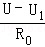 U - U₁
R₀